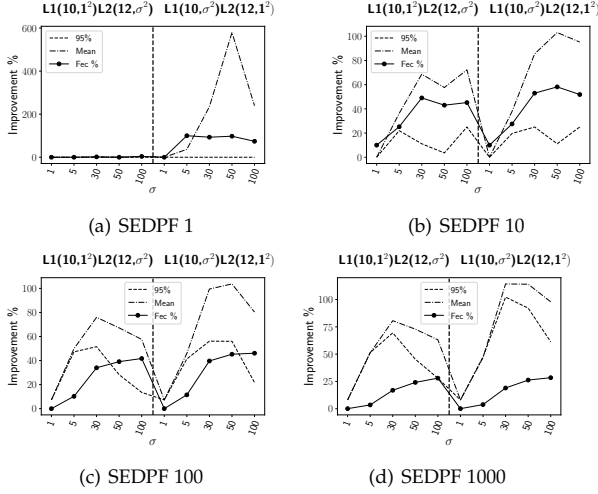 L1(10,1²)L2(12,σ²) L1(10,σ²)L2(12,1²)
Improvement %
600
400
200
0
95%
Mean
Fec %
1 5 30 50 100 1 5 30 50 100
σ
(a) SEDPF 1
L1(10,1²)L2(12,σ²) L1(10,σ²)L2(12,1²)
Improvement %
100
80
60
40
20
0
95%
Mean
Fec %
1 5 30 50 100 1 5 30 50 100
σ
(b) SEDPF 10
L1(10,1²)L2(12,σ²) L1(10,σ²)L2(12,1²)
Improvement %
100
80
60
40
20
0
95%
Mean
Fec %
1 5 30 50 100 1 5 30 50 100
σ
(c) SEDPF 100
L1(10,1²)L2(12,σ²) L1(10,σ²)L2(12,1²)
Improvement %
100
75
50
25
0
95%
Mean
Fec %
1 5 30 50 100 1 5 30 50 100
σ
(d) SEDPF 1000